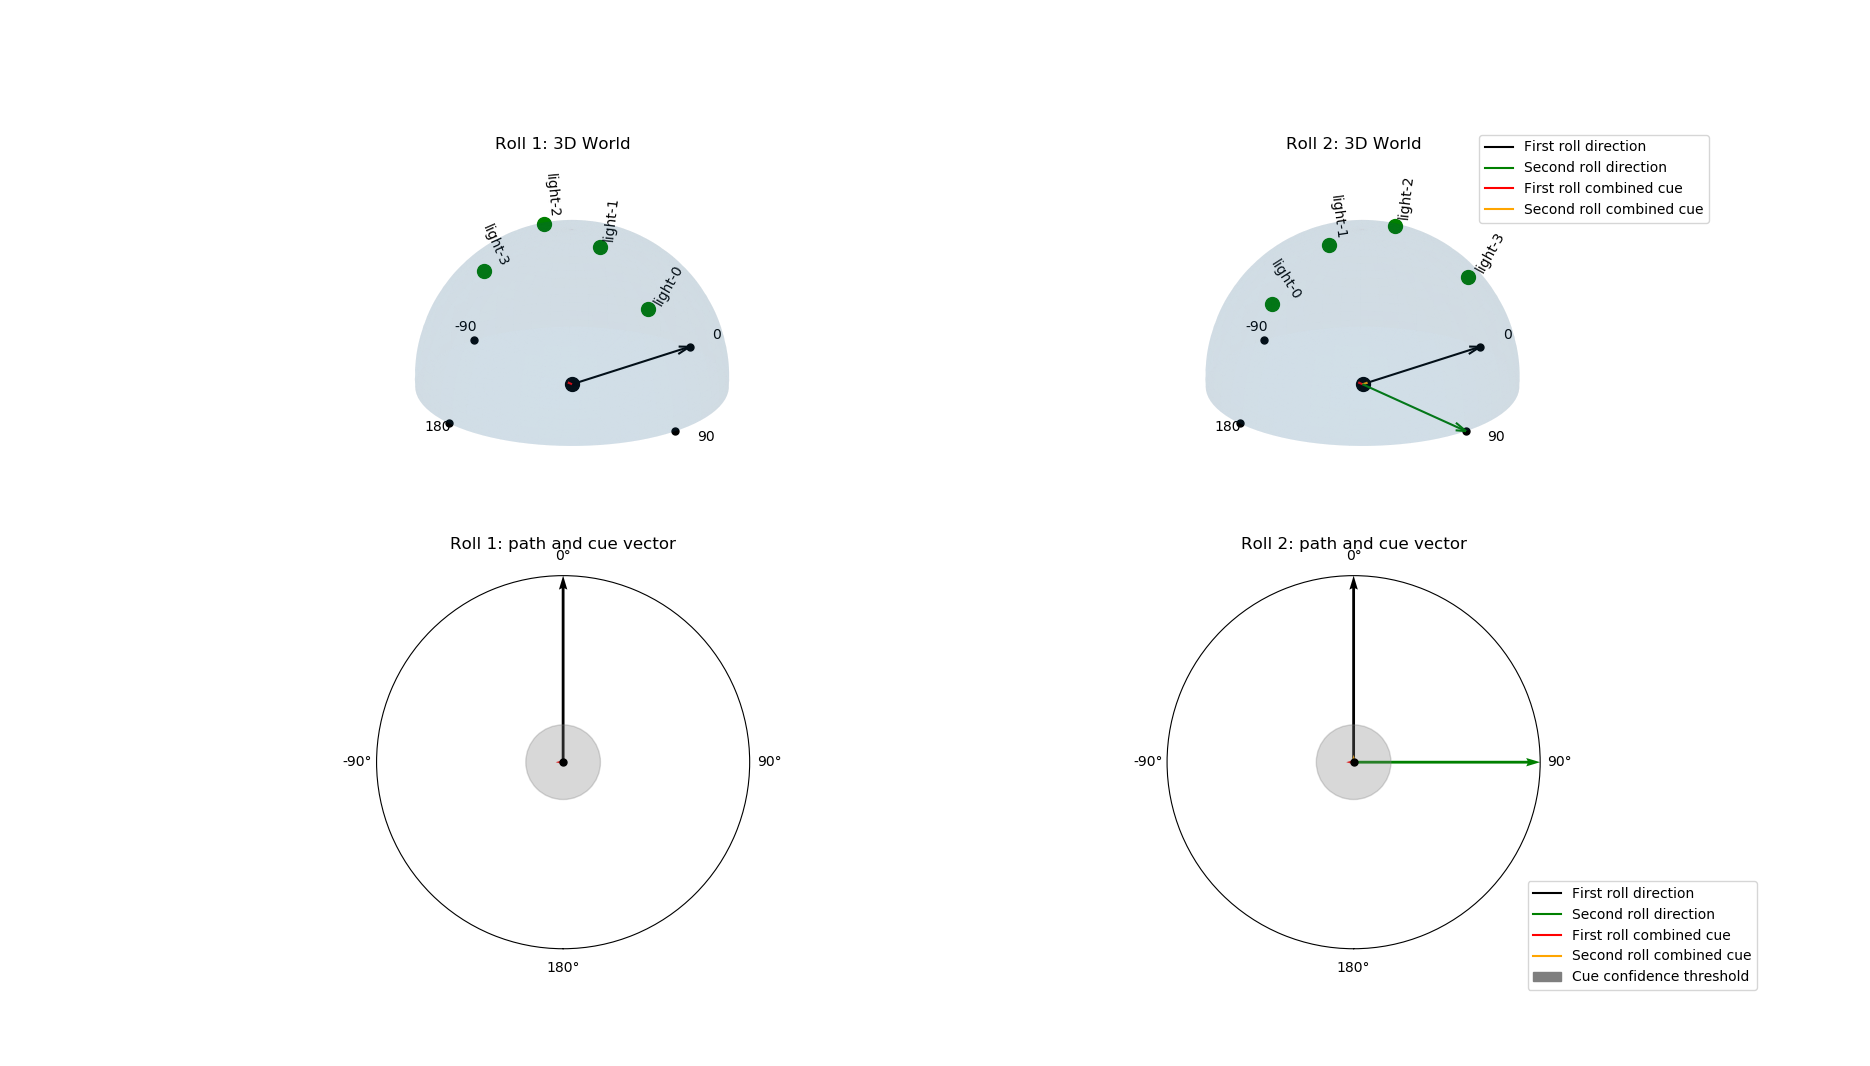 Roll 1: 3D World
light-2
light-1
light-3
light-0
-90
0
180
90
Roll 2: 3D World
First roll direction
Second roll direction
First roll combined cue
Second roll combined cue
light-2
light-1
light-3
light-0
-90
0
180
90
Roll 1: path and cue vector
0°
-90°
90°
180°
Roll 2: path and cue vector
0°
-90°
90°
180°
First roll direction
Second roll direction
First roll combined cue
Second roll combined cue
Cue confidence threshold